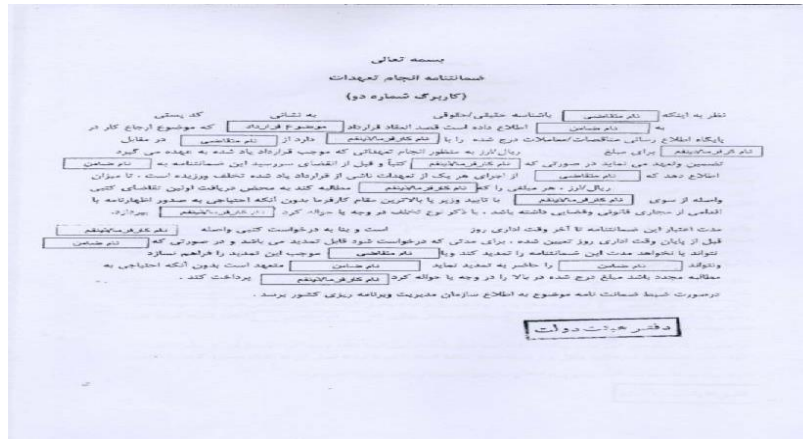 بسمه تعالی
ضمانتنامه انجام تعهدات
(کاربرگ شماره دو)
نظر به اینکه نام متقاضی باشناسه حقیقی/حقوقی به نشانی کد پستی
به نام ضامن اطلاع داده است قصد انعقاد قرارداد موضوع قرارداد که موضوع ارجاع کار در
پایگاه اطلاع رسانی مناقصات/معاملات درج شده را با نام کارفرما/ذینفع دارد از نام متقاضی در مقابل
نام کارفرما/ذینفع برای مبلغ ریال/ارز به منظور انجام تعهداتی که موجب قرارداد یاد شده به عهده می گیرد
تضمین وتعهد می نماید در صورتی که نام کارفرما/ذینفع کتباً و قبل از انقضای سررسید این ضمانتنامه به نام ضامن
اطلاع دهد که نام متقاضی از اجرای هر یک از تعهدات ناشی از قرارداد یاد شده تخلف ورزیده است ، تا میزان
ریال/ارز ، هر مبلغی را که نام کارفرما/ذینفع مطالبه کند به محض دریافت اولین تقاضای کتبی
واصله از سوی نام کارفرما/ذینفع با تایید وزیر یا بالاترین مقام کارفرما بدون آنکه احتیاجی به صدور اظهارنامه یا
اقدامی از مجاری قانونی وقضایی داشته باشد ، با ذکر نوع تخلف در وجه یا حواله کرد نام کارفرما/ذینفع بپردازد.
مدت اعتبار این ضمانتنامه تا آخر وقت اداری روز است و بنا به درخواست کتبی واصله نام کارفرما/ذینفع
قبل از پایان وقت اداری روز تعیین شده ، برای مدتی که درخواست شود قابل تمدید می باشد و در صورتی که نام ضامن
نتواند یا نخواهد مدت این ضمانتنامه را تمدید کند ویا نام متقاضی موجب این تمدید را فراهم نسازد
ونتواند نام ضامن را حاضر به تمدید نماید نام ضامن متعهد است بدون آنکه احتیاجی به
مطالبه مجدد باشد مبلغ درج شده در بالا را در وجه یا حواله کرد نام کارفرما/ذینفع پرداخت کند .
درصورت ضبط ضمانت نامه موضوع به اطلاع سازمان مدیریت وبرنامه ریزی کشور برسد .
دفتر هیئت دولت